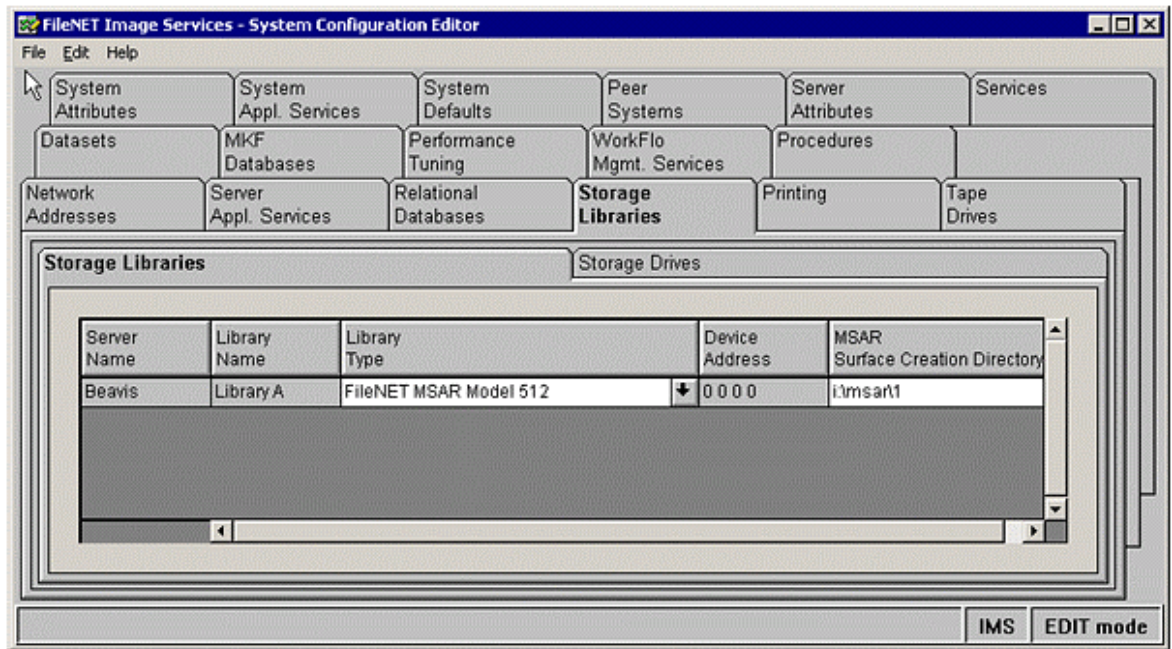 FileNET Image Services - System Configuration Editor
File Edit Help
System Attributes
System Appl. Services
System Defaults
Peer Systems
Server Attributes
Services
Datasets
MKF Databases
Performance Tuning
WorkFlo Mgmt. Services
Procedures
Network Addresses
Server Appl. Services
Relational Databases
Storage Libraries
Printing
Tape Drives
Storage Libraries
Storage Drives
Server Name
Library Name
Library Type
Device Address
MSAR Surface Creation Directory
Beavis
Library A
FileNET MSAR Model 512
0 0 0 0
i:\msar\1
IMS
EDIT mode